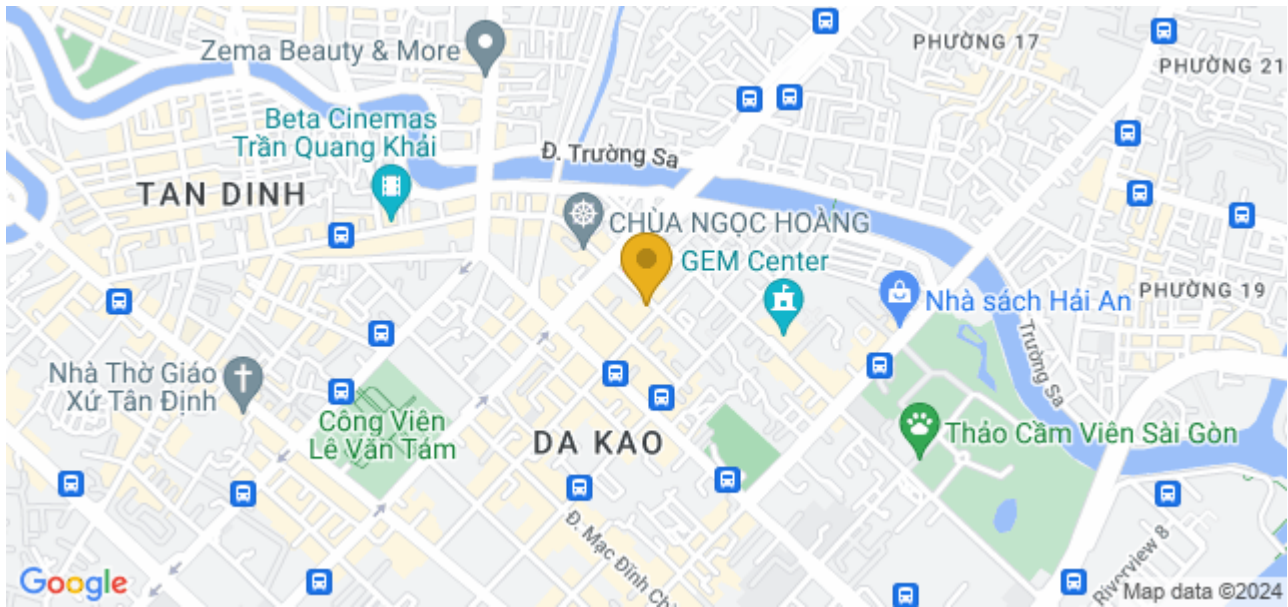 PHƯỜNG 17
Zema Beauty & More
PHƯỜNG 21
Beta Cinemas
Trần Quang Khải
Đ. Trường Sa
TAN DINH
CHÙA NGỌC HOÀNG
GEM Center
Nhà sách Hải An
PHƯỜNG 19
Trường Sa
Nhà Thờ Giáo
Xứ Tân Định
Công Viên
Lê Văn Tám
DA KAO
Thảo Cầm Viên Sài Gòn
Đ. Mạc Đĩnh Ch
Riverview 8
Google
Map data ©2024